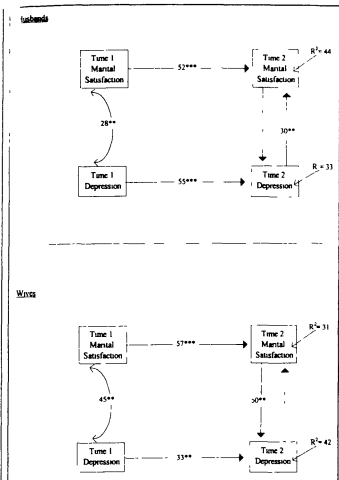 Husbands
Time 1
Marital
Satisfaction
52***
Time 2
Marital
Satisfaction
R²= 44
28**
30**
Time 1
Depression
55***
Time 2
Depression
R = 33
Wives
Time 1
Marital
Satisfaction
57***
Time 2
Marital
Satisfaction
R²= 31
45**
50**
Time 1
Depression
33**
Time 2
Depression
R²= 42